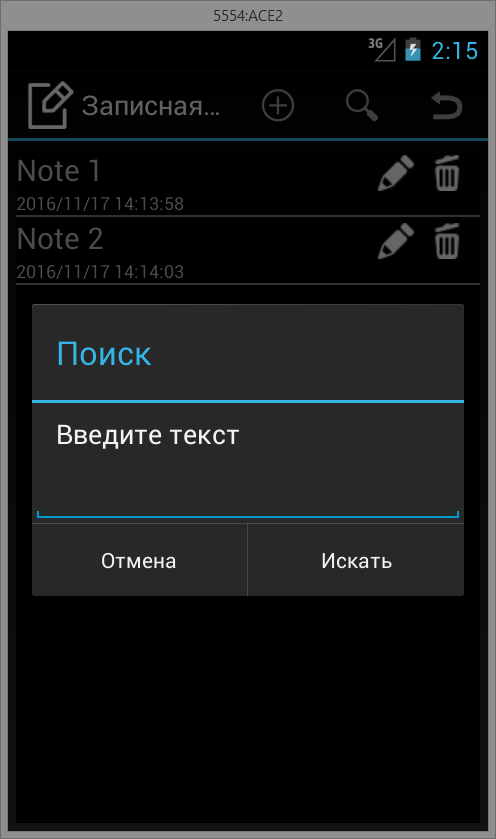 5554:ACE2
3G 2:15
Записная...
Note 1
2016/11/17 14:13:58
Note 2
2016/11/17 14:14:03
Поиск
Введите текст
Отмена Искать